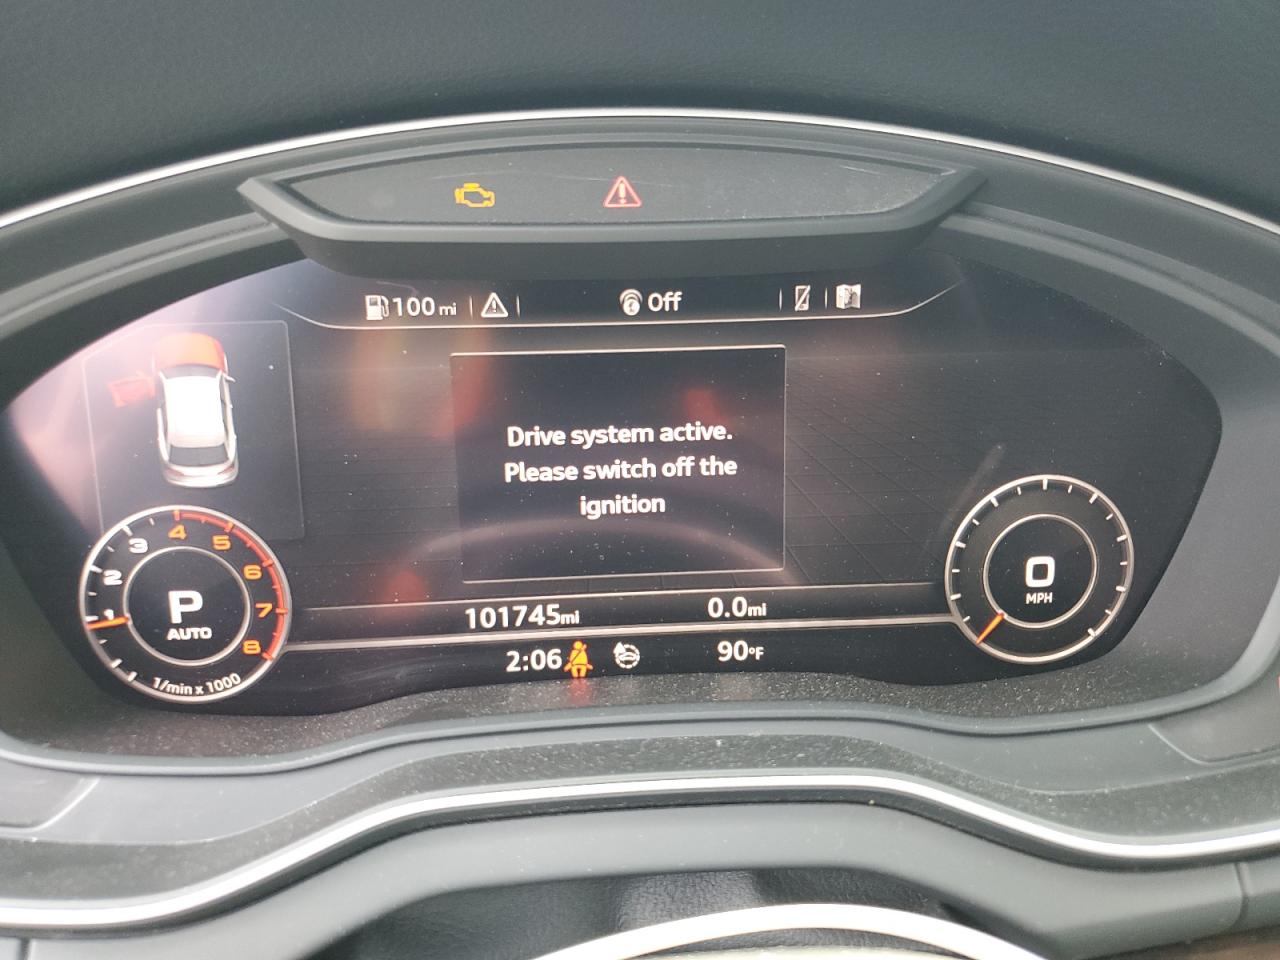 100 mi
Off
Drive system active.
Please switch off the
ignition
1 2 3 4 5 6 7 8
P
AUTO
1/min x 1000
0
MPH
101745mi 0.0mi
2:06 90°F